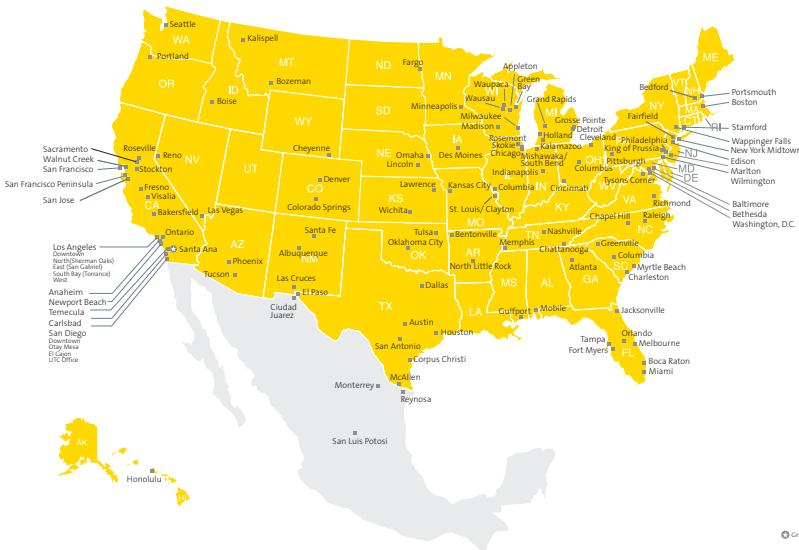 Seattle
WA
Portland
OR
Kalispell
MT
Bozeman
ID
Boise
WY
Cheyenne
ND
Fargo
SD
MN
Minneapolis
NE
Omaha
Lincoln
IA
Des Moines
WI
Appleton
Waupaca
Green
Bay
Wausau
Milwaukee
Madison
Grand Rapids
MI
Grosse Pointe
Detroit
Holland
Kalamazoo
Rosemont
Skokie
Chicago
Mishawaka/
South Bend
Cleveland
OH
Columbus
Cincinnati
Indianapolis
IN
IL
Sacramento
Walnut Creek
San Francisco
San Francisco Peninsula
San Jose
Roseville
Stockton
Reno
NV
UT
Fresno
Visalia
CA
Bakersfield
Las Vegas
Ontario
Santa Ana
Los Angeles
Downtown
North(Sherman Oaks)
East (San Gabriel)
South Bay (Torrance)
West
Anaheim
Newport Beach
Temecula
Carlsbad
San Diego
Downtown
Otay Mesa
El Cajon
UTC Office
AZ
Phoenix
Tucson
CO
Denver
Colorado Springs
Santa Fe
Albuquerque
NM
Las Cruces
El Paso
Ciudad
Juarez
KS
Lawrence
Wichita
Kansas City
Columbia
St. Louis/ Clayton
MO
Tulsa
Oklahoma City
OK
Bentonville
AR
North Little Rock
TX
Dallas
Austin
Houston
San Antonio
Corpus Christi
McAllen
Reynosa
Monterrey
San Luis Potosi
LA
MS
AL
Gulfport
Mobile
TN
Memphis
Nashville
Chattanooga
KY
GA
Atlanta
SC
Greenville
Columbia
Myrtle Beach
Charleston
NC
Chapel Hill
Raleigh
VA
Richmond
WV
Jacksonville
FL
Orlando
Tampa
Melbourne
Fort Myers
Boca Raton
Miami
ME
VT
NH
MA
CT
RI
NY
NJ
MD
DE
Bedford
Portsmouth
Boston
Fairfield
Stamford
Philadelphia
King of Prussia
Pittsburgh
Tysons Corner
Wappinger Falls
New York Midtown
Edison
Marlton
Wilmington
Baltimore
Bethesda
Washington, D.C.
AK
Honolulu
HI